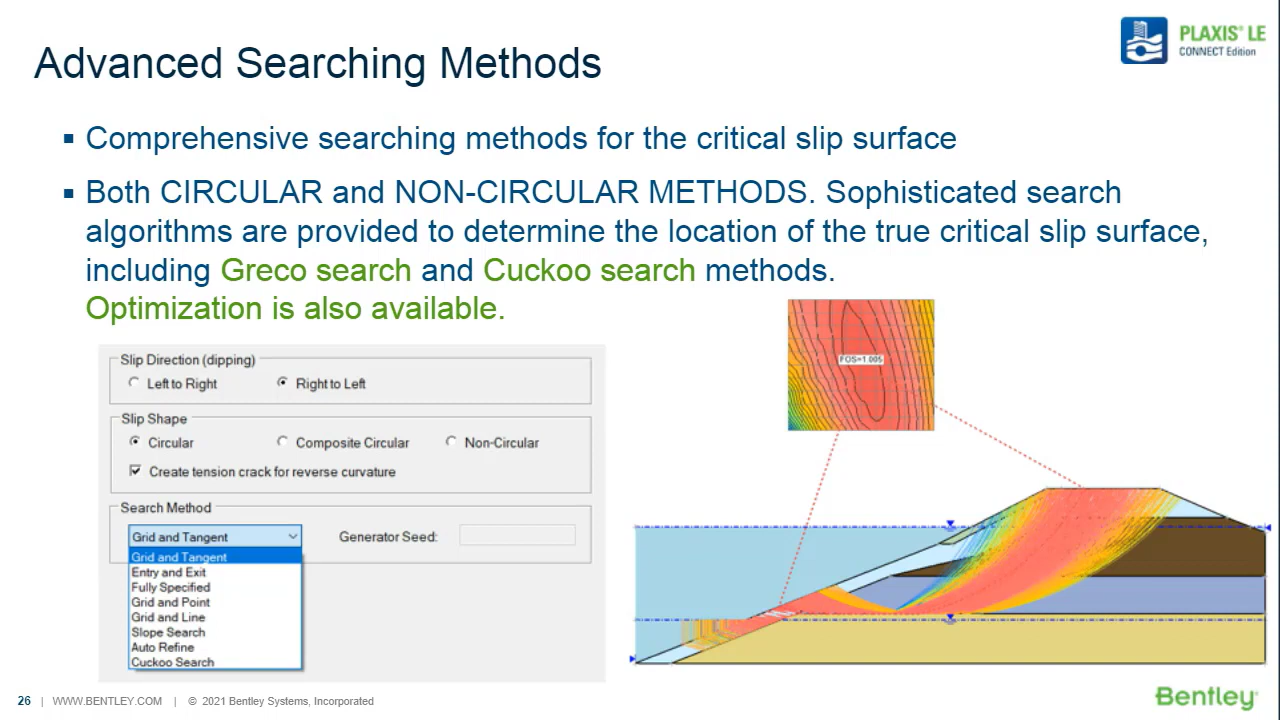 Advanced Searching Methods
PLAXIS® LE
CONNECT Edition
Comprehensive searching methods for the critical slip surface
Both CIRCULAR and NON-CIRCULAR METHODS. Sophisticated search
algorithms are provided to determine the location of the true critical slip surface,
including Greco search and Cuckoo search methods.
Optimization is also available.
Slip Direction (dipping)
Left to Right
Right to Left
Slip Shape
Circular
Composite Circular
Non-Circular
Create tension crack for reverse curvature
Search Method
Grid and Tangent
Generator Seed:
Grid and Tangent
Entry and Exit
Fully Specified
Grid and Point
Grid and Line
Slope Search
Auto Refine
Cuckoo Search
FOS=1.005
26 | WWW.BENTLEY.COM | © 2021 Bentley Systems, Incorporated
Bentley®